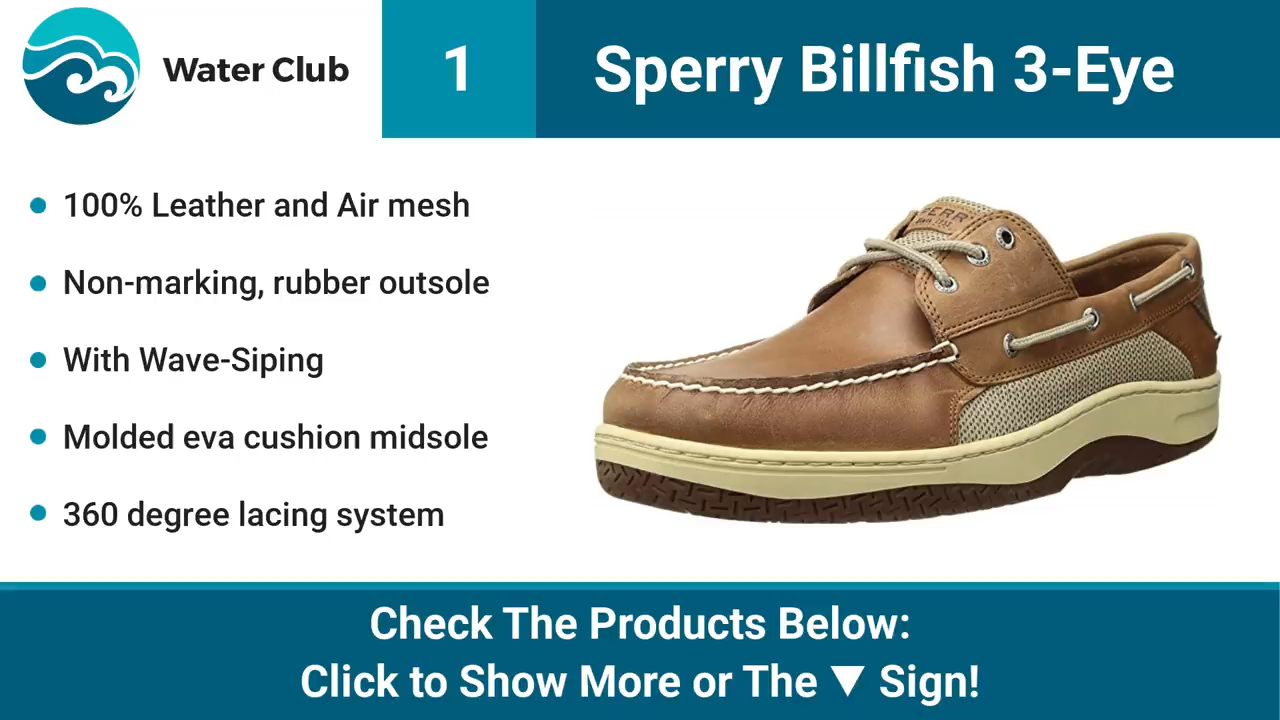 Water Club
1
Sperry Billfish 3-Eye
100% Leather and Air mesh
Non-marking, rubber outsole
With Wave-Siping
Molded eva cushion midsole
360 degree lacing system
Check The Products Below:
Click to Show More or The ▼ Sign!